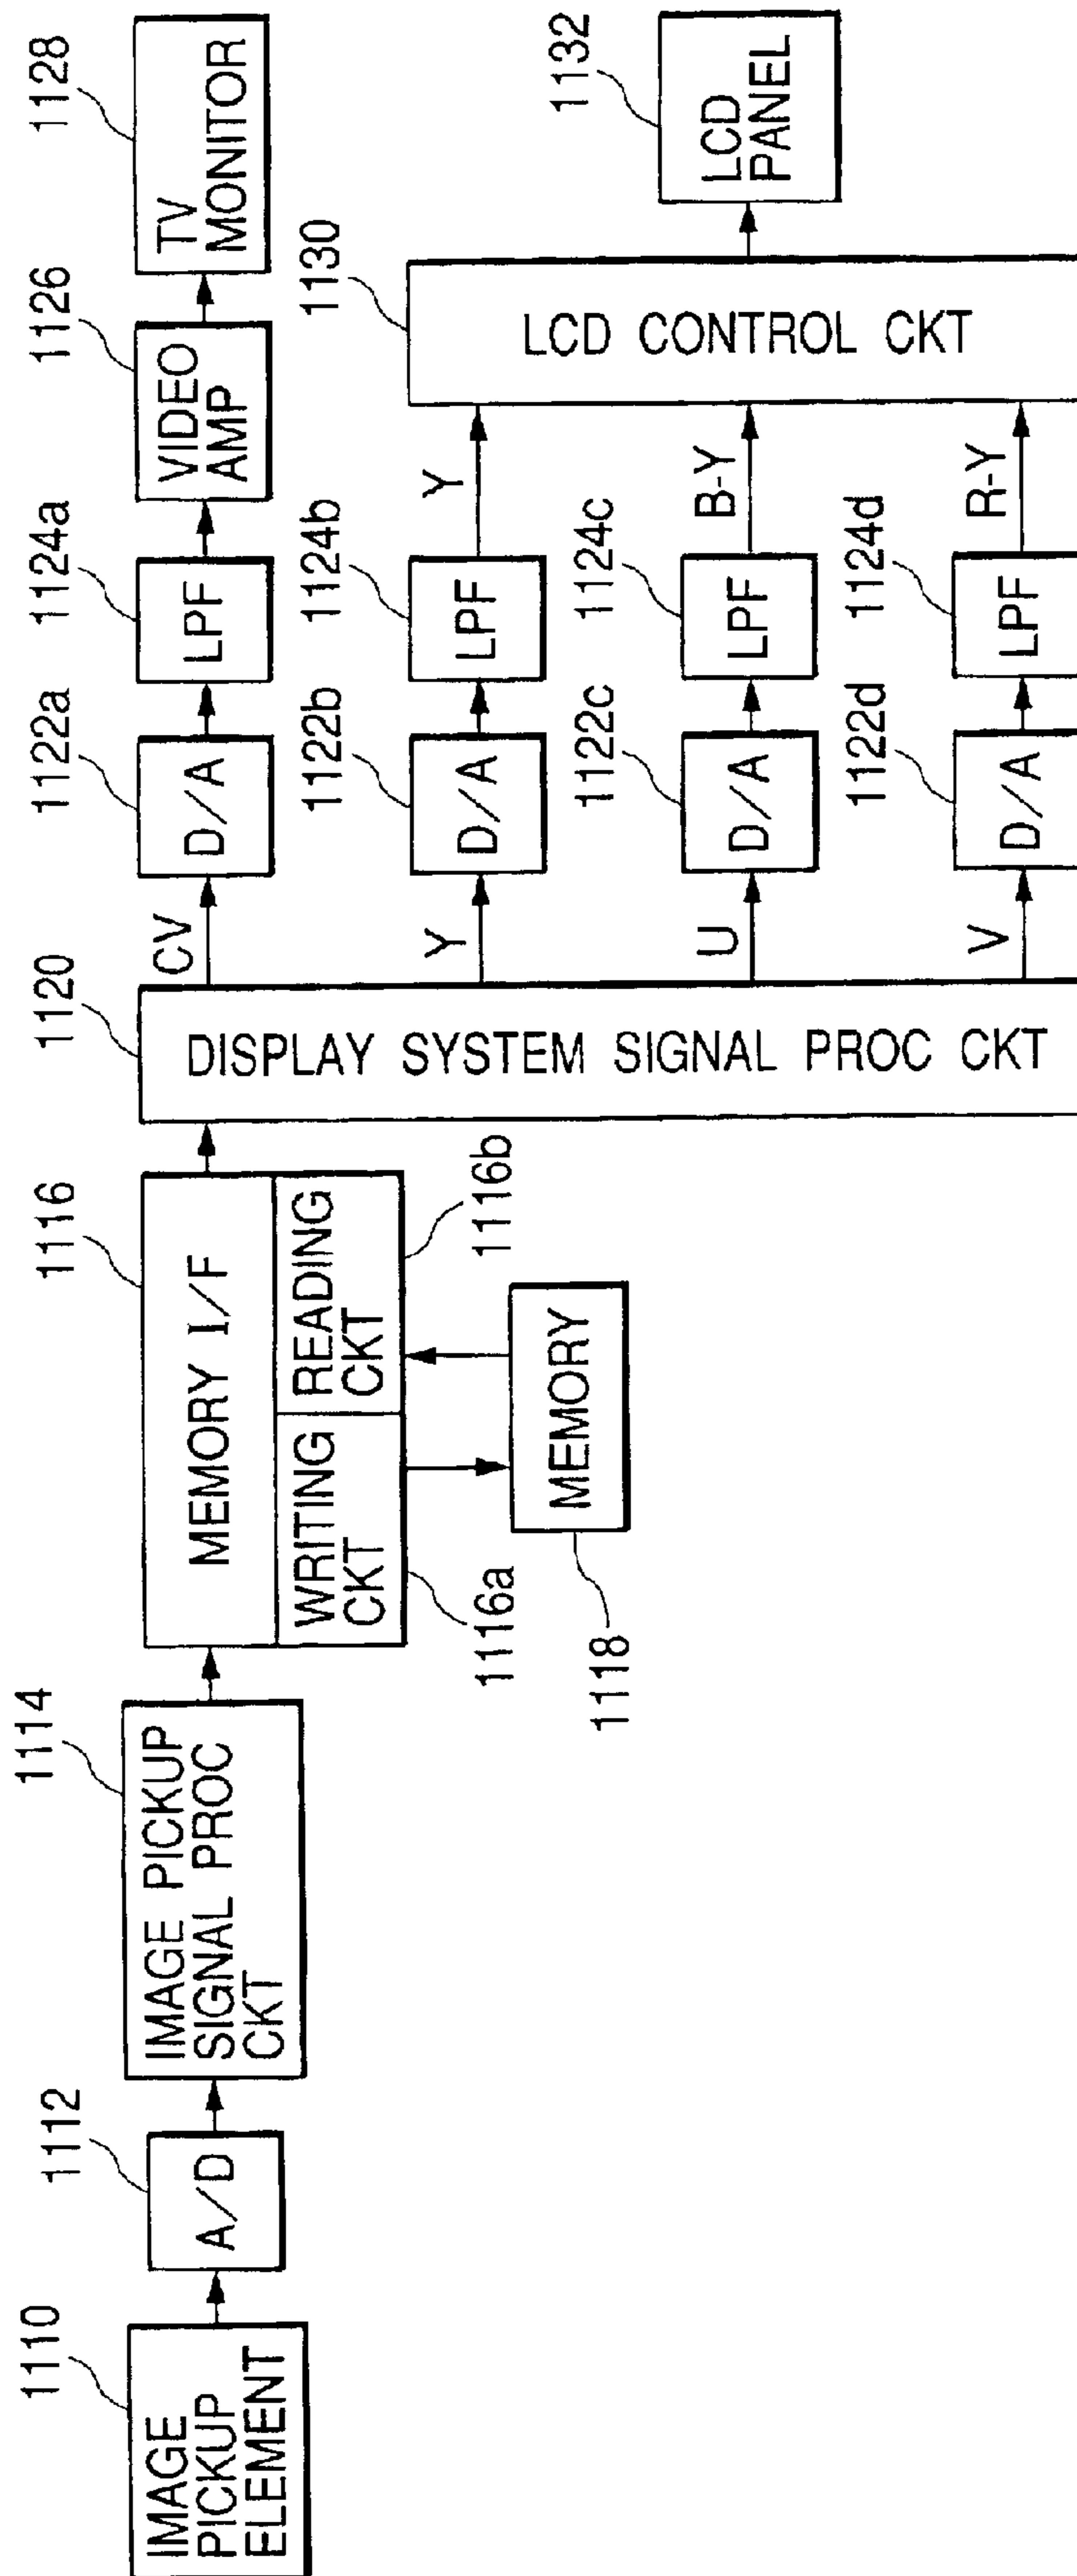 1110
IMAGE
PICKUP
ELEMENT
1112
A/D
1114
IMAGE PICKUP
SIGNAL PROC
CKT
1116
MEMORY I/F
WRITING
CKT
READING
CKT
1116a
1116b
MEMORY
1118
1120
DISPLAY SYSTEM SIGNAL PROC CKT
CV
1122a
D/A
1124a
LPF
1126
VIDEO
AMP
1128
TV
MONITOR
Y
1122b
D/A
1124b
LPF
Y
U
1122c
D/A
1124c
LPF
B-Y
V
1122d
D/A
1124d
LPF
R-Y
1130
LCD CONTROL CKT
1132
LCD
PANEL